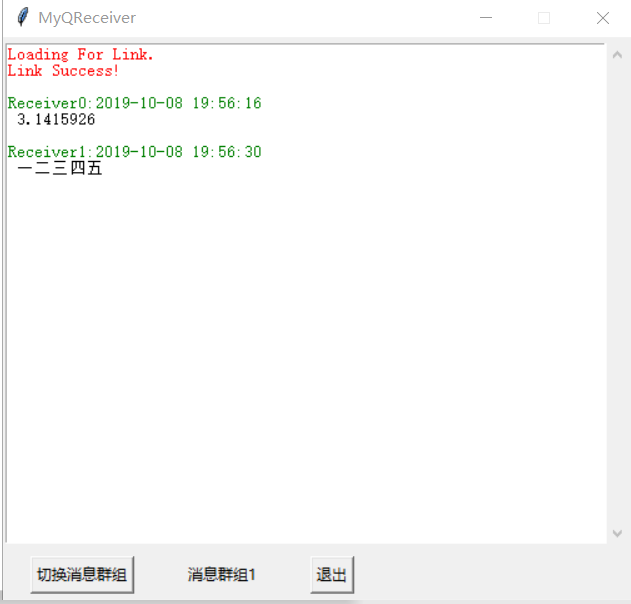 MyQReceiver
Loading For Link.
Link Success!
Receiver0:2019-10-08 19:56:16
3.1415926
Receiver1:2019-10-08 19:56:30
一二三四五
切换消息群组 消息群组1 退出